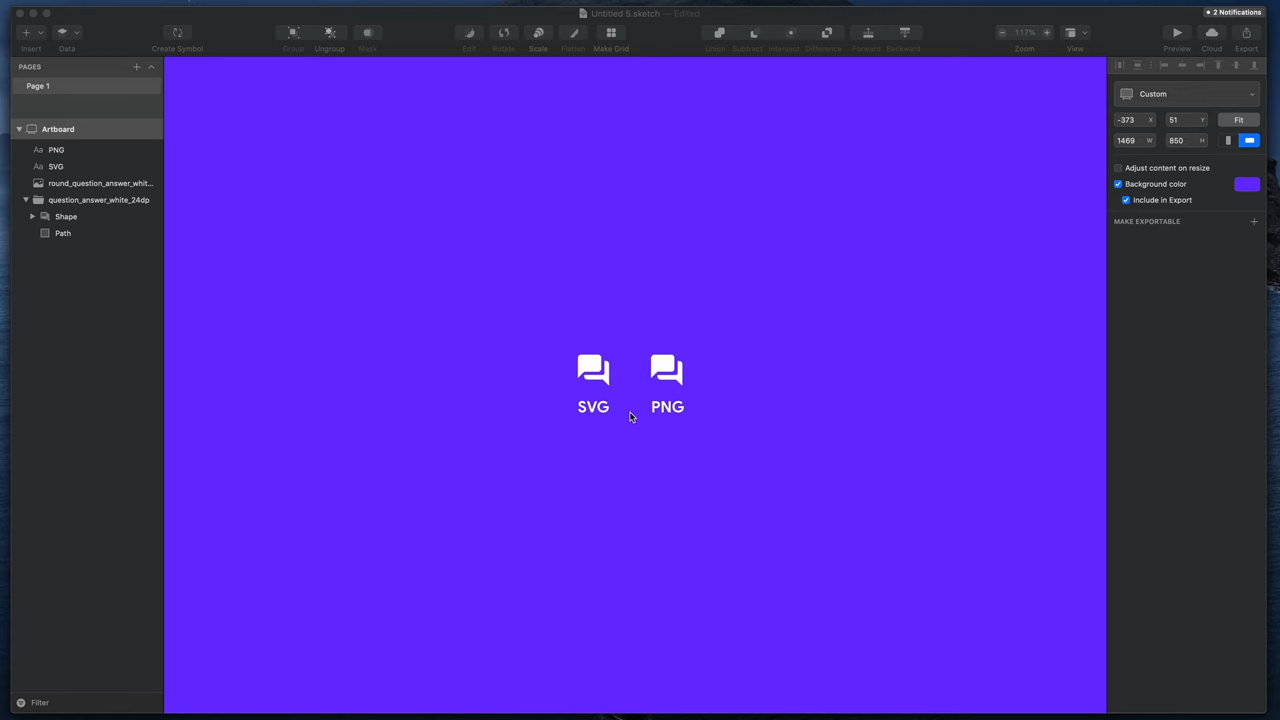 Untitled 5.sketch — Edited
2 Notifications
Insert
Data
Create Symbol
Group
Ungroup
Mask
Edit
Rotate
Scale
Flatten
Make Grid
Union
Subtract
Intersect
Difference
Forward
Backward
117%
Zoom
View
Preview
Cloud
Export
PAGES
Page 1
Artboard
Aa PNG
Aa SVG
round_question_answer_whit...
question_answer_white_24dp
Shape
Path
Filter
SVG
PNG
Custom
-373 X 51 Y Fit
1469 W 850 H
Adjust content on resize
Background color
Include in Export
MAKE EXPORTABLE